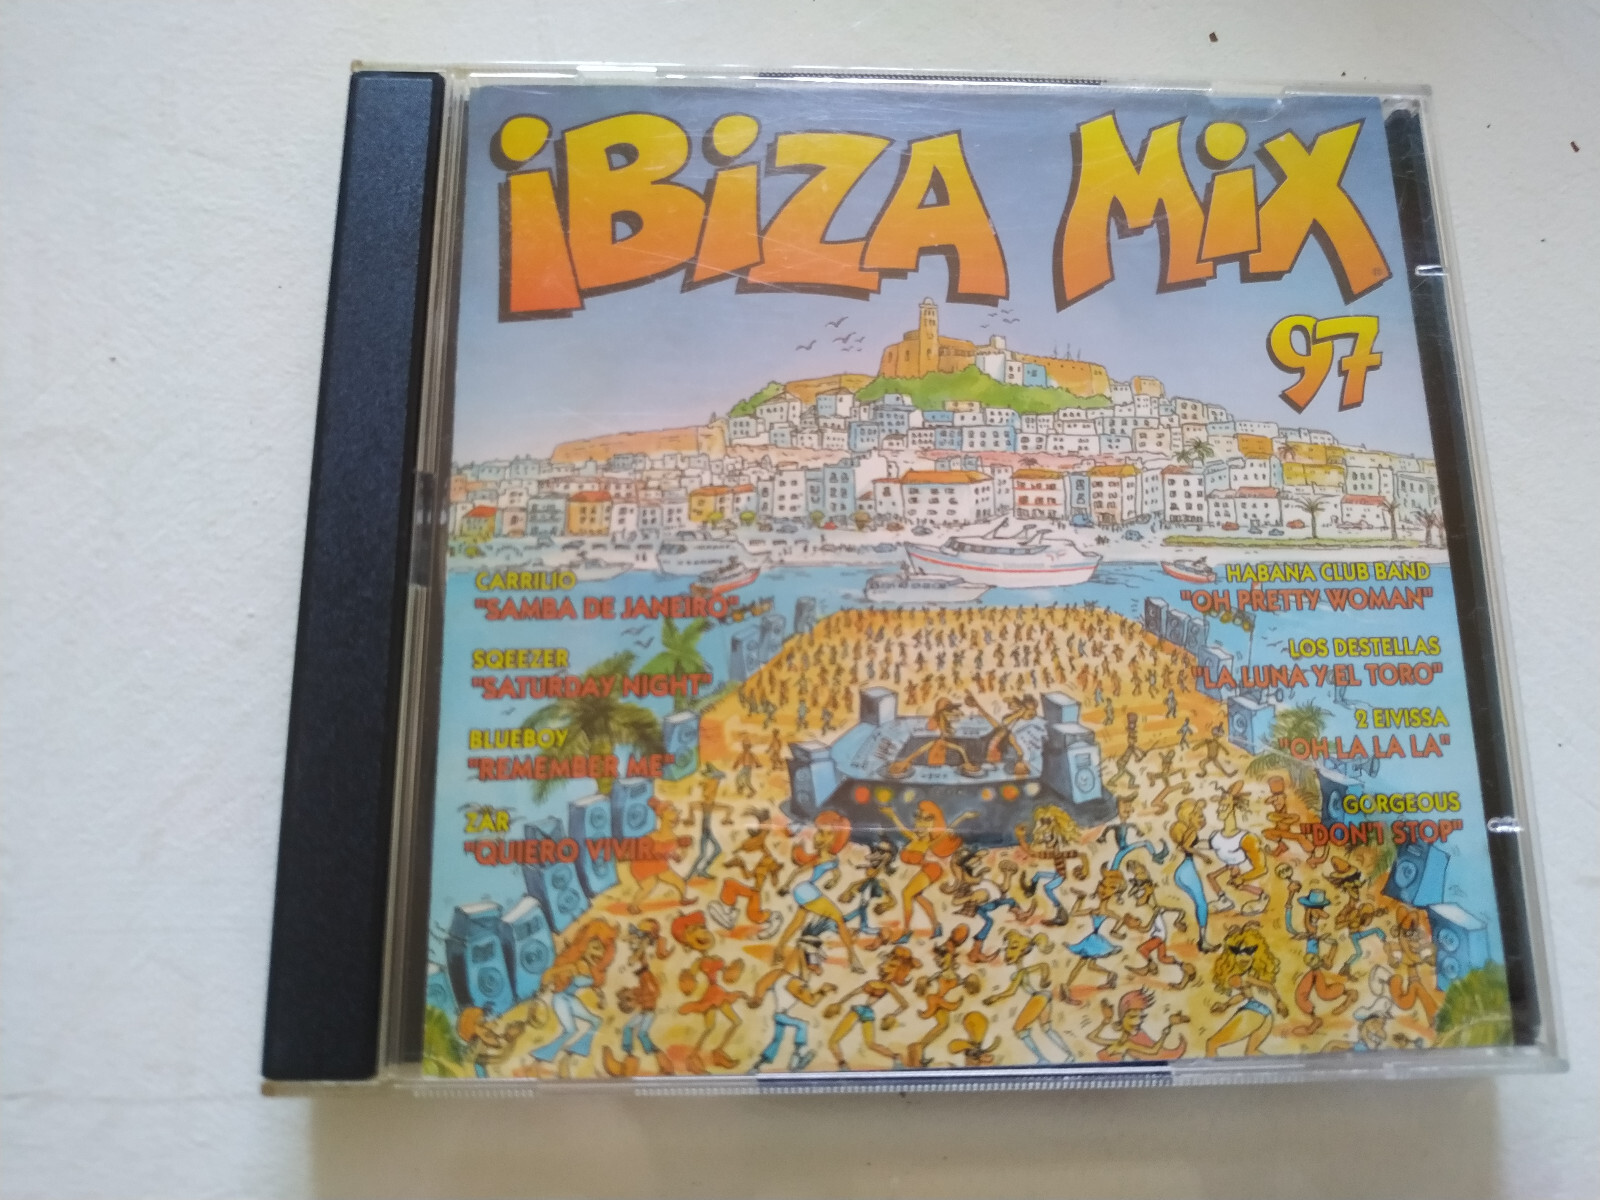 iBiZA MiX
97
CARRILIO
"SAMBA DE JANEIRO"
SQEEZER
"SATURDAY NIGHT"
BLUEBOY
"REMEMBER ME"
ZAR
"QUIERO VIVIR..."
HABANA CLUB BAND
"OH PRETTY WOMAN"
LOS DESTELLAS
"LA LUNA Y EL TORO"
2 EIVISSA
"OH LA LA LA"
GORGEOUS
"DON'T STOP"